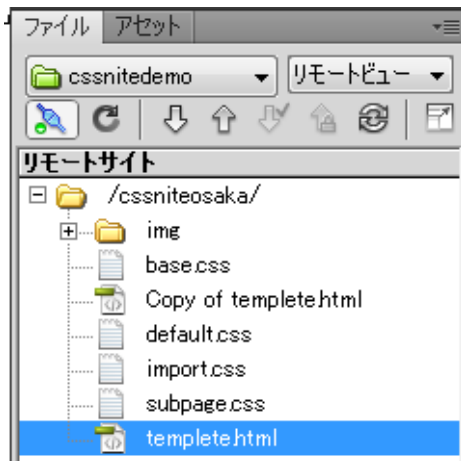 ファイル アセット
cssnitedemo リモートビュー
リモートサイト
/cssniteosaka/
img
base.css
Copy of templete.html
default.css
import.css
subpage.css
templete.html